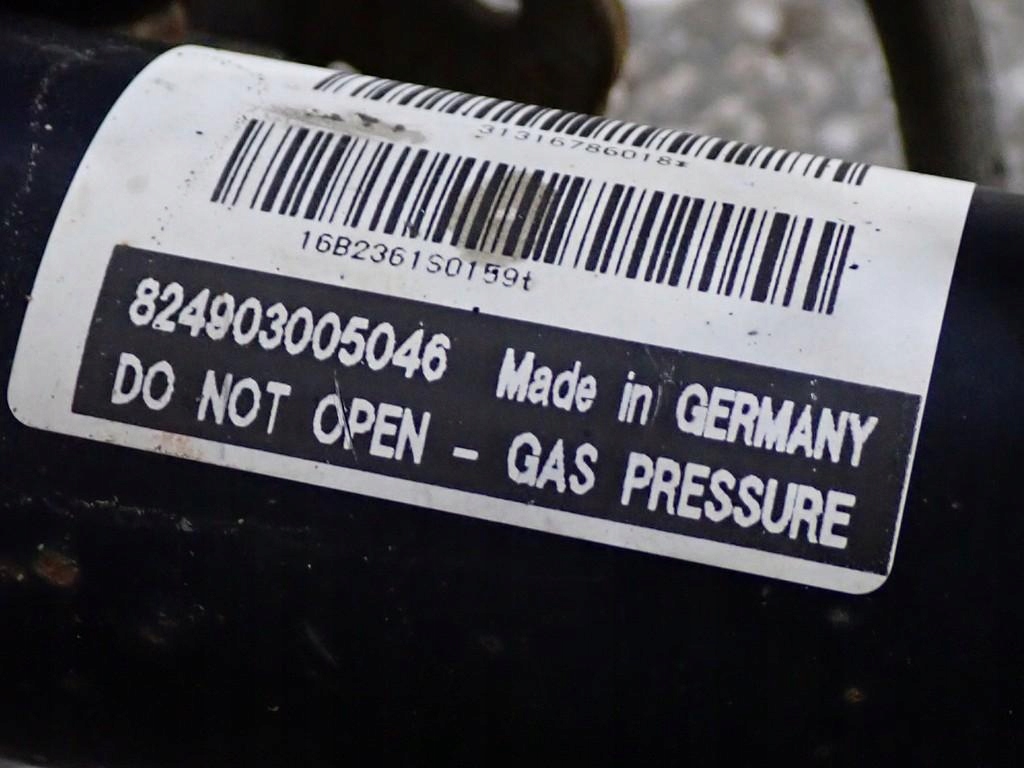 31316786018*
16B2361S0159t
824903005046 Made in GERMANY
DO NOT OPEN - GAS PRESSURE